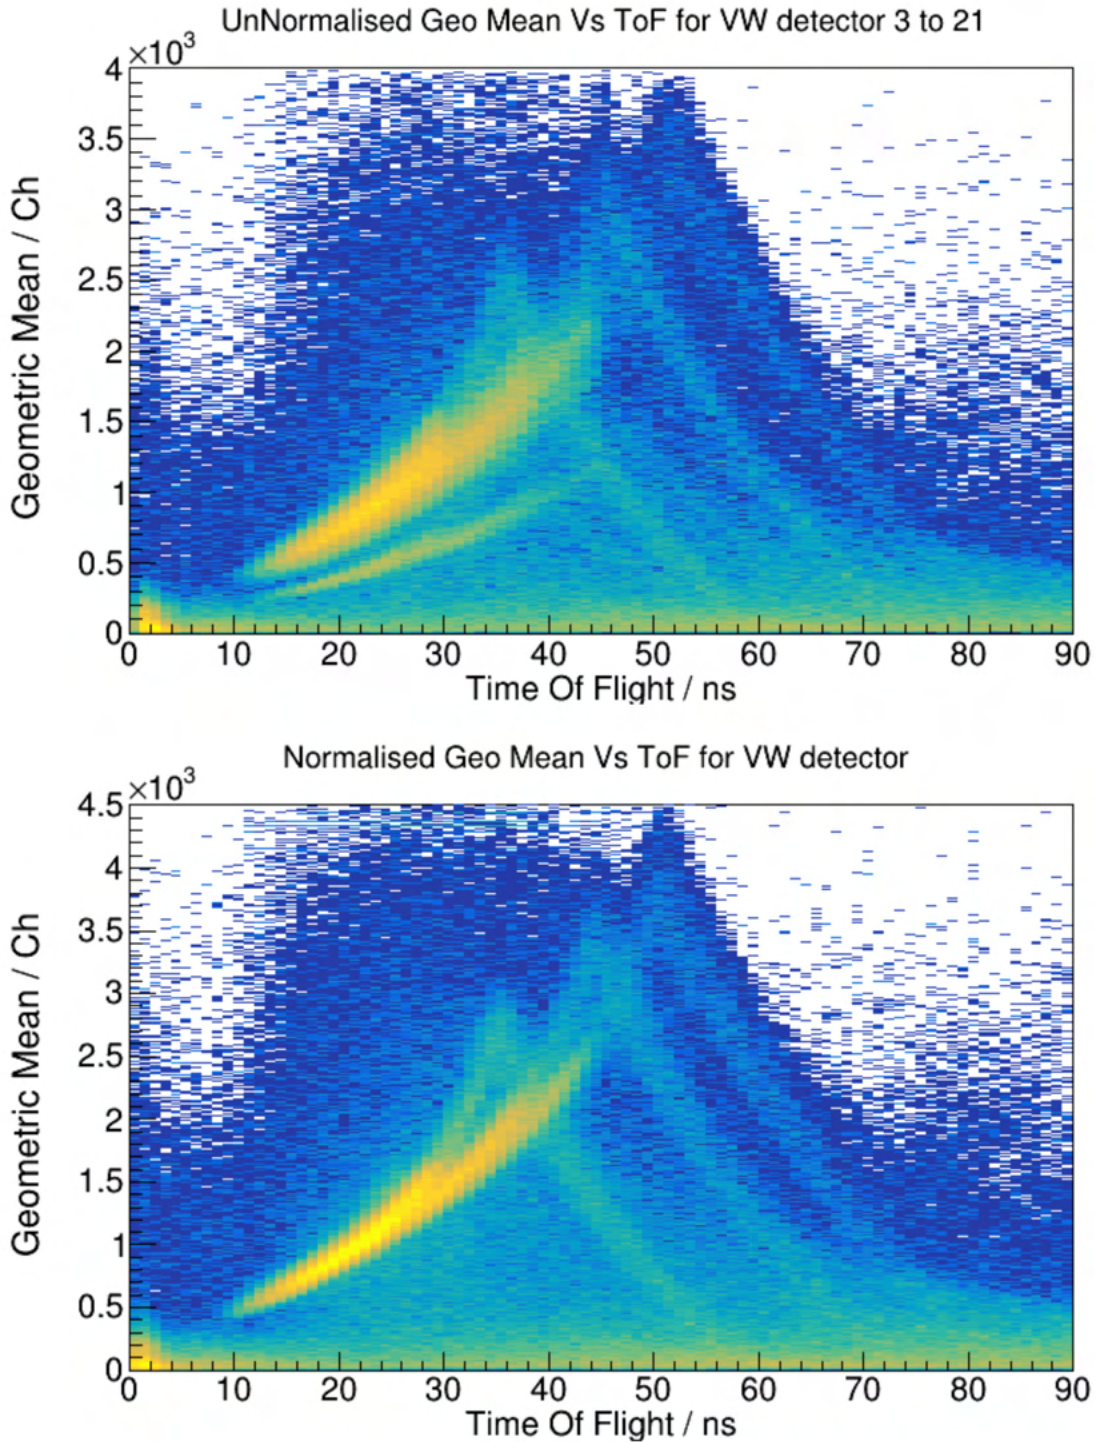 UnNormalised Geo Mean Vs ToF for VW detector 3 to 21
×10³
4
3.5
3
2.5
2
1.5
1
0.5
0
Geometric Mean / Ch
0 10 20 30 40 50 60 70 80 90
Time Of Flight / ns
Normalised Geo Mean Vs ToF for VW detector
×10³
4.5
4
3.5
3
2.5
2
1.5
1
0.5
0
Geometric Mean / Ch
0 10 20 30 40 50 60 70 80 90
Time Of Flight / ns